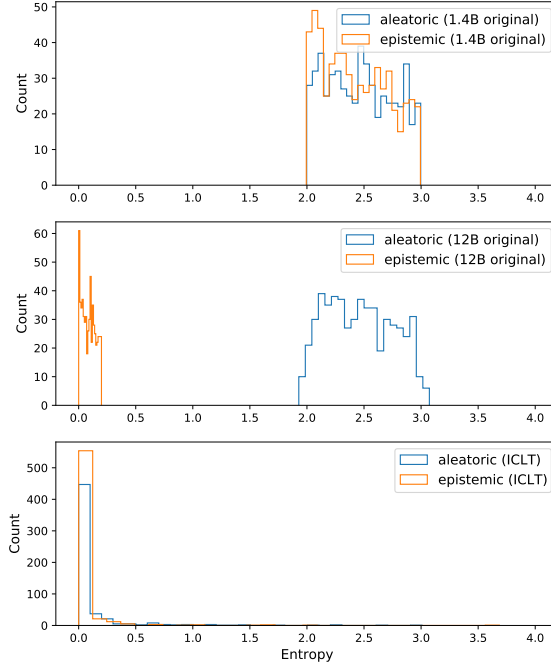 aleatoric (1.4B original)
epistemic (1.4B original)
Count
50
40
30
20
10
0
0.0 0.5 1.0 1.5 2.0 2.5 3.0 3.5 4.0
aleatoric (12B original)
epistemic (12B original)
Count
60
50
40
30
20
10
0
0.0 0.5 1.0 1.5 2.0 2.5 3.0 3.5 4.0
aleatoric (ICLT)
epistemic (ICLT)
Count
500
400
300
200
100
0
0.0 0.5 1.0 1.5 2.0 2.5 3.0 3.5 4.0
Entropy